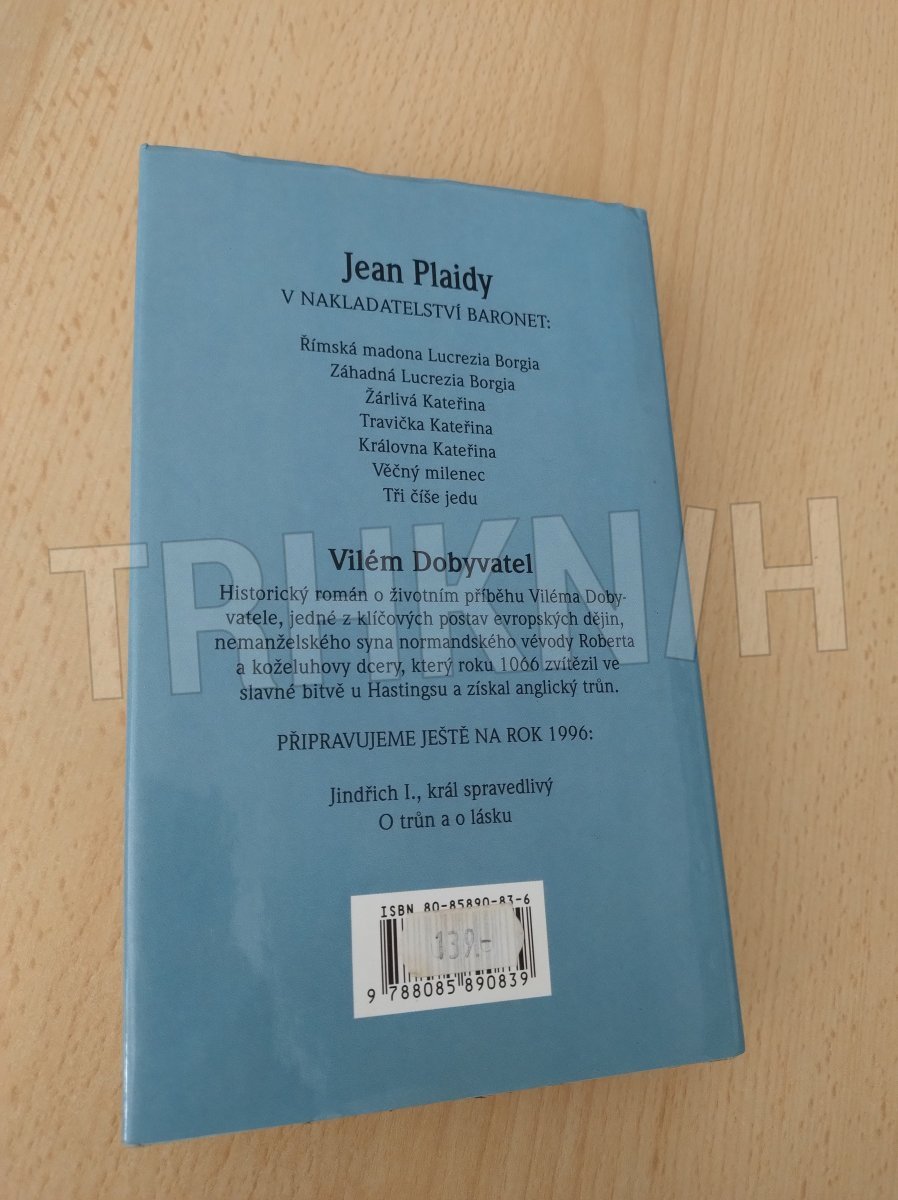 Jean Plaidy
V NAKLADATELSTVÍ BARONET:
Římská madona Lucrezia Borgia
Záhadná Lucrezia Borgia
Žárlivá Kateřina
Travička Kateřina
Královna Kateřina
Věčný milenec
Tři číše jedu
Vilém Dobyvatel
Historický román o životním příběhu Viléma Doby-
vatele, jedné z klíčových postav evropských dějin,
nemanželského syna normandského vévody Roberta
a koželuhovy dcery, který roku 1066 zvítězil ve
slavné bitvě u Hastingsu a získal anglický trůn.
PŘIPRAVUJEME JEŠTĚ NA ROK 1996:
Jindřich I., král spravedlivý
O trůn a o lásku
ISBN 80-85890-83-6
139.-
9 788085 890839
TRHKNIH